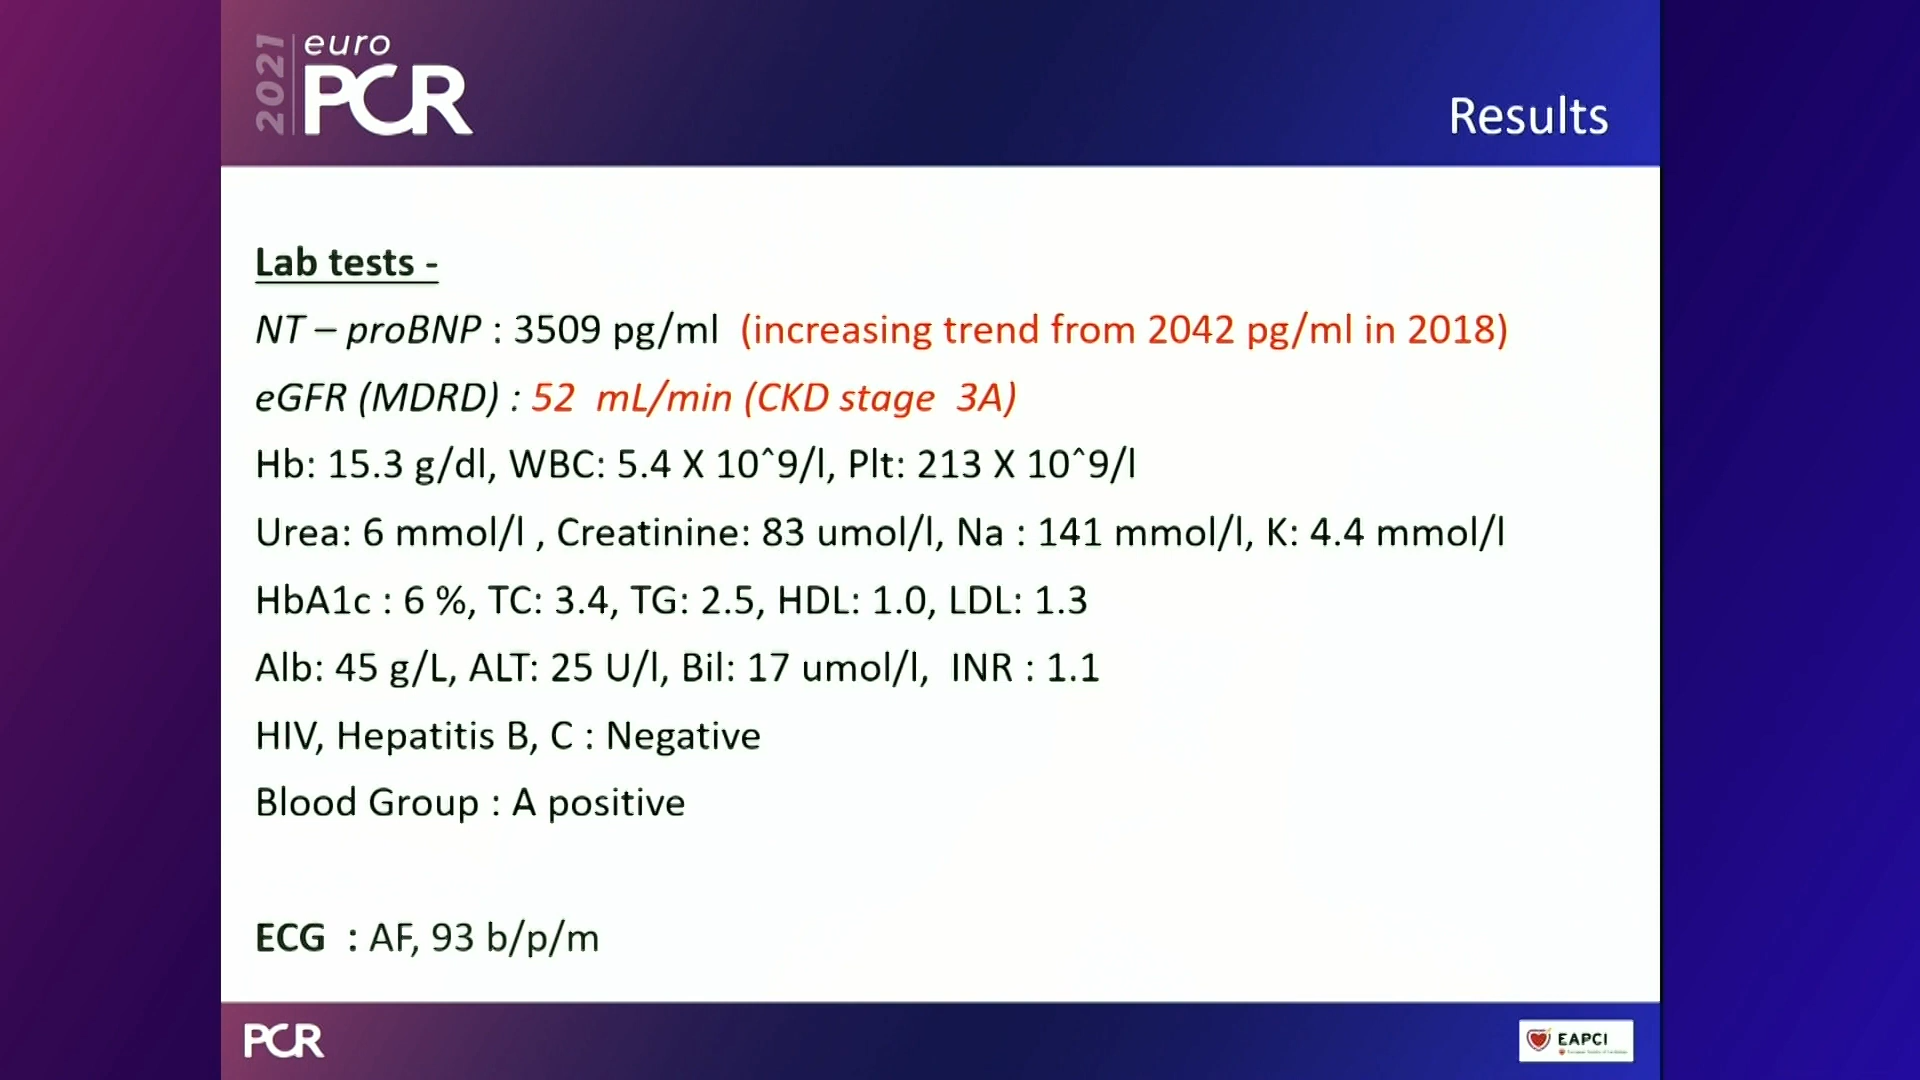 2021
euro
PCR
Results
Lab tests -
NT – proBNP : 3509 pg/ml (increasing trend from 2042 pg/ml in 2018)
eGFR (MDRD) : 52 mL/min (CKD stage 3A)
Hb: 15.3 g/dl, WBC: 5.4 X 10^9/l, Plt: 213 X 10^9/l
Urea: 6 mmol/l , Creatinine: 83 umol/l, Na : 141 mmol/l, K: 4.4 mmol/l
HbA1c : 6 %, TC: 3.4, TG: 2.5, HDL: 1.0, LDL: 1.3
Alb: 45 g/L, ALT: 25 U/l, Bil: 17 umol/l, INR : 1.1
HIV, Hepatitis B, C : Negative
Blood Group : A positive
ECG : AF, 93 b/p/m
PCR
EAPCI